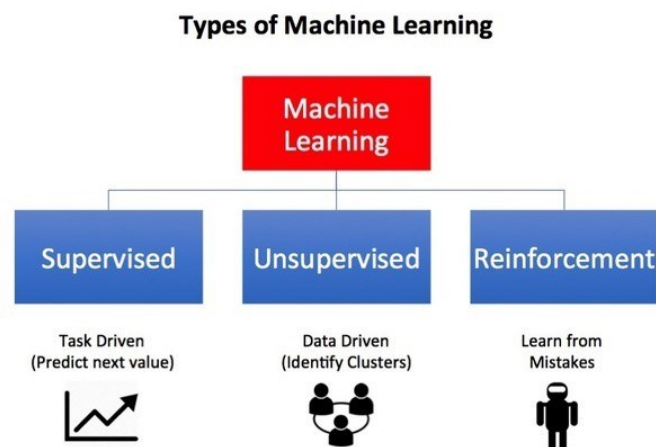 Types of Machine Learning
Machine
Learning
Supervised
Unsupervised
Reinforcement
Task Driven
(Predict next value)
Data Driven
(Identify Clusters)
Learn from
Mistakes